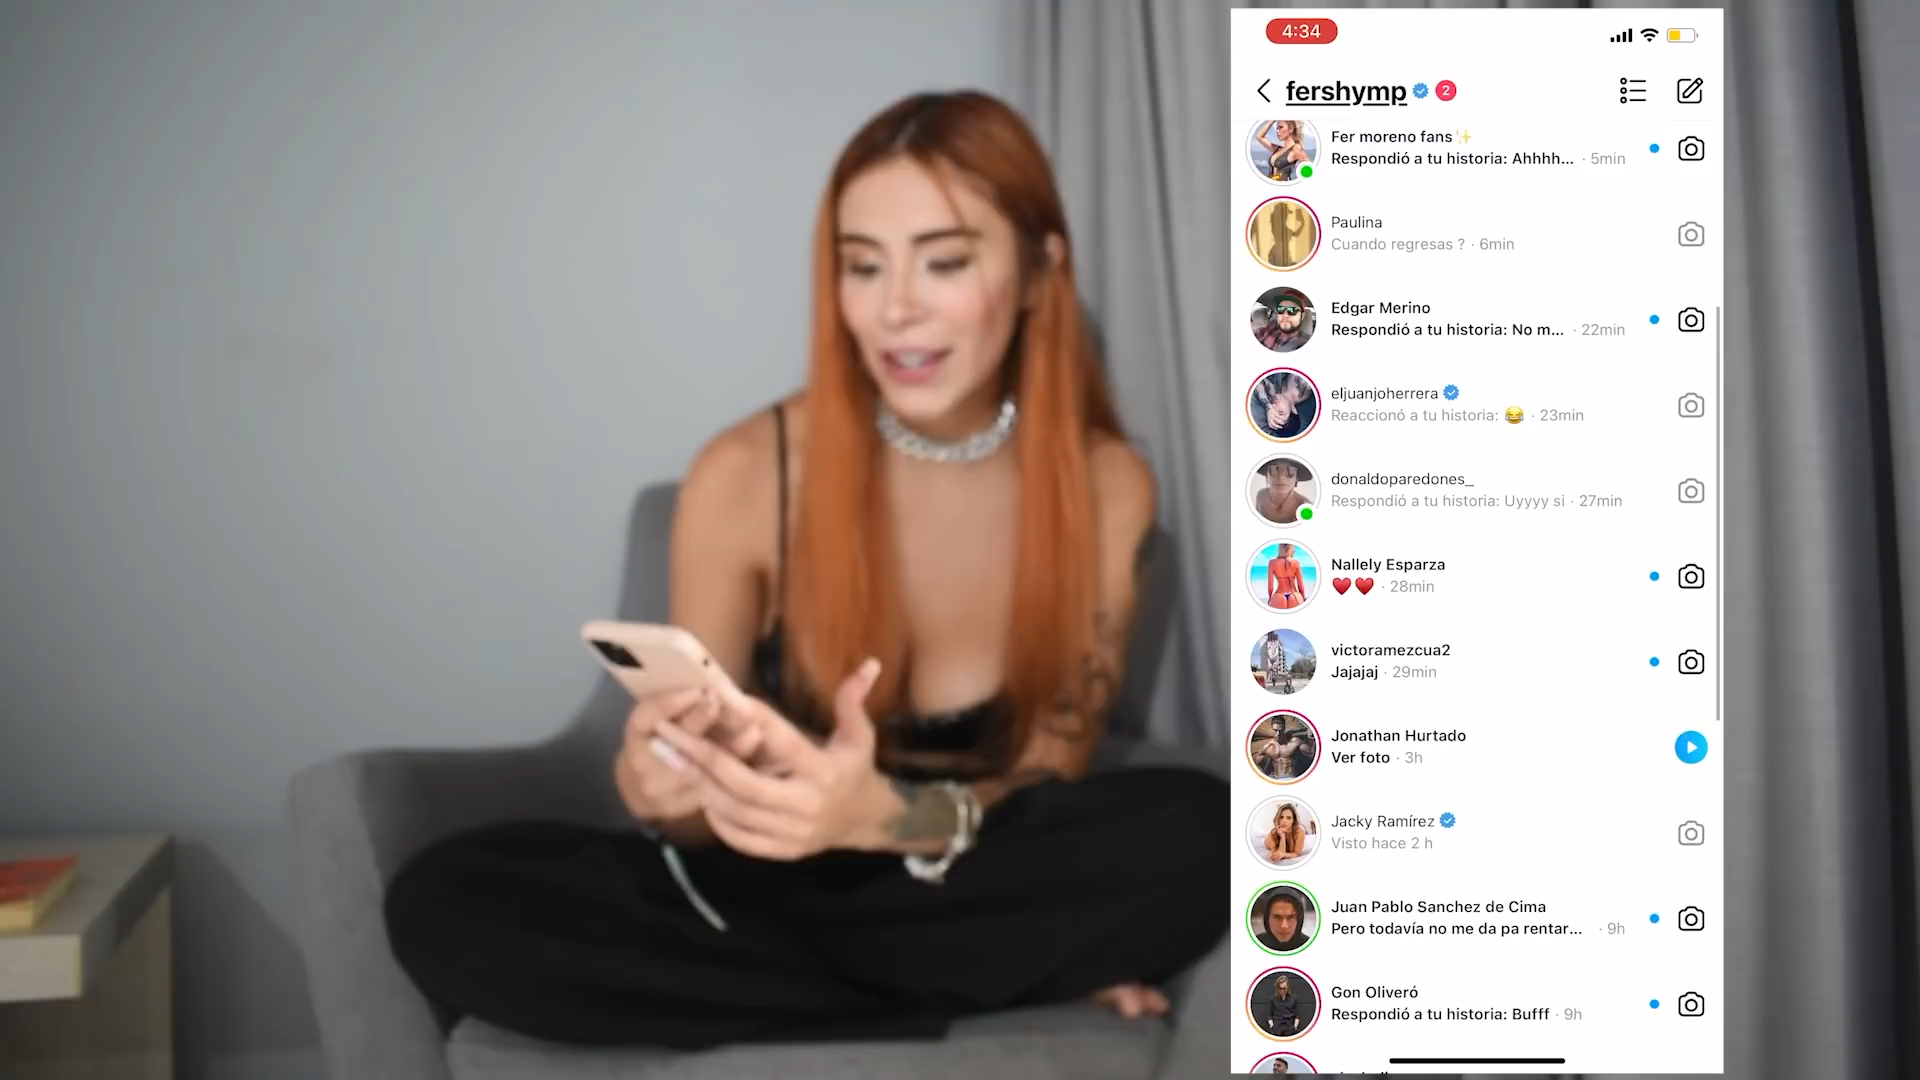 4:34
fershymp 2
Fer moreno fans✨
Respondió a tu historia: Ahhhh... · 5min
Paulina
Cuando regresas ? · 6min
Edgar Merino
Respondió a tu historia: No m... · 22min
eljuanjoherrera
Reaccionó a tu historia: 😂 · 23min
donaldoparedones_
Respondió a tu historia: Uyyyy si · 27min
Nallely Esparza
❤️❤️ · 28min
victoramezcua2
Jajajaj · 29min
Jonathan Hurtado
Ver foto · 3h
Jacky Ramírez
Visto hace 2 h
Juan Pablo Sanchez de Cima
Pero todavía no me da pa rentar... · 9h
Gon Oliveró
Respondió a tu historia: Bufff · 9h